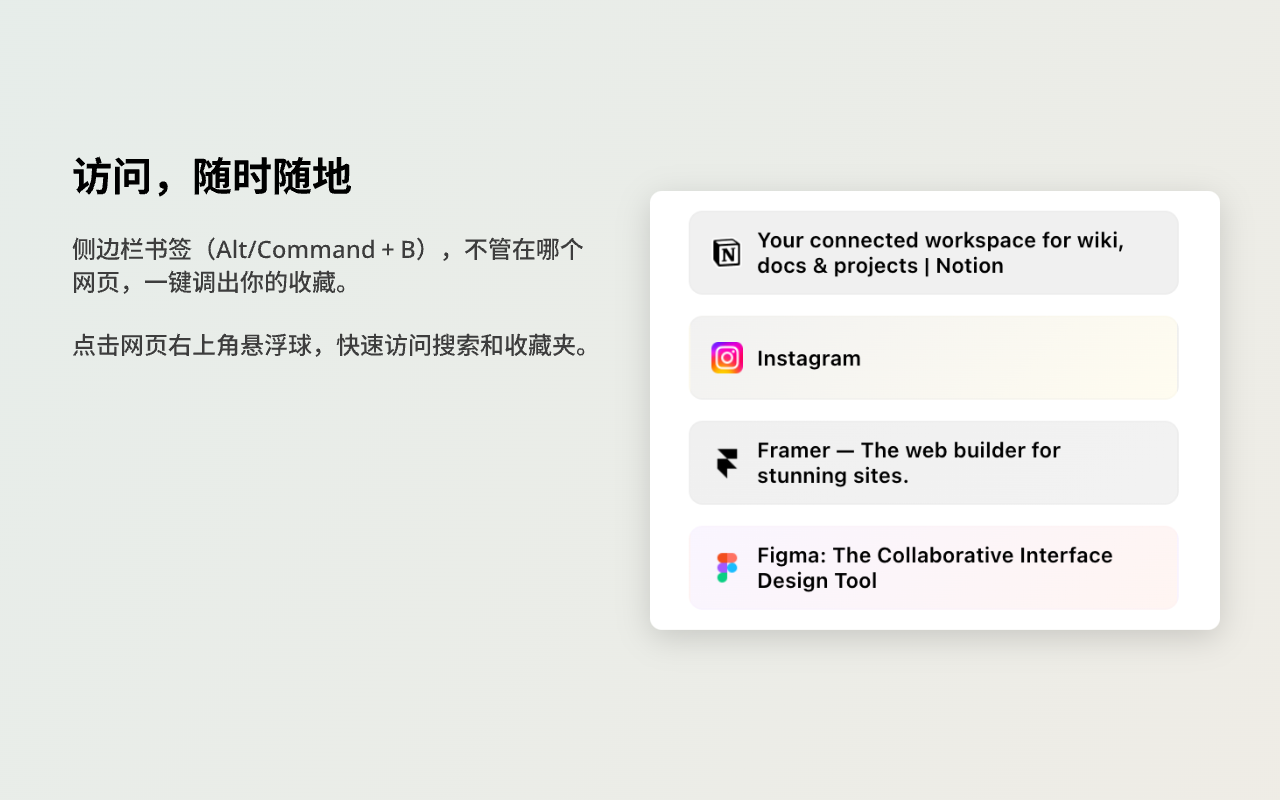 访问，随时随地
侧边栏书签（Alt/Command + B），不管在哪个
网页，一键调出你的收藏。
点击网页右上角悬浮球，快速访问搜索和收藏夹。
Your connected workspace for wiki,
docs & projects | Notion
Instagram
Framer — The web builder for
stunning sites.
Figma: The Collaborative Interface
Design Tool